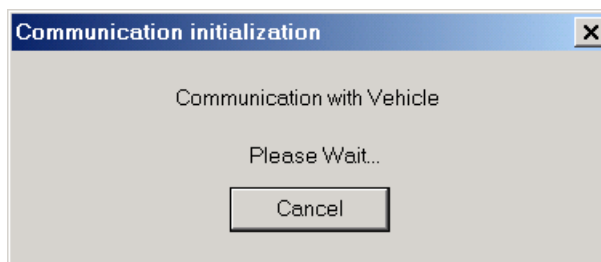 Communication initialization
Communication with Vehicle
Please Wait...
Cancel